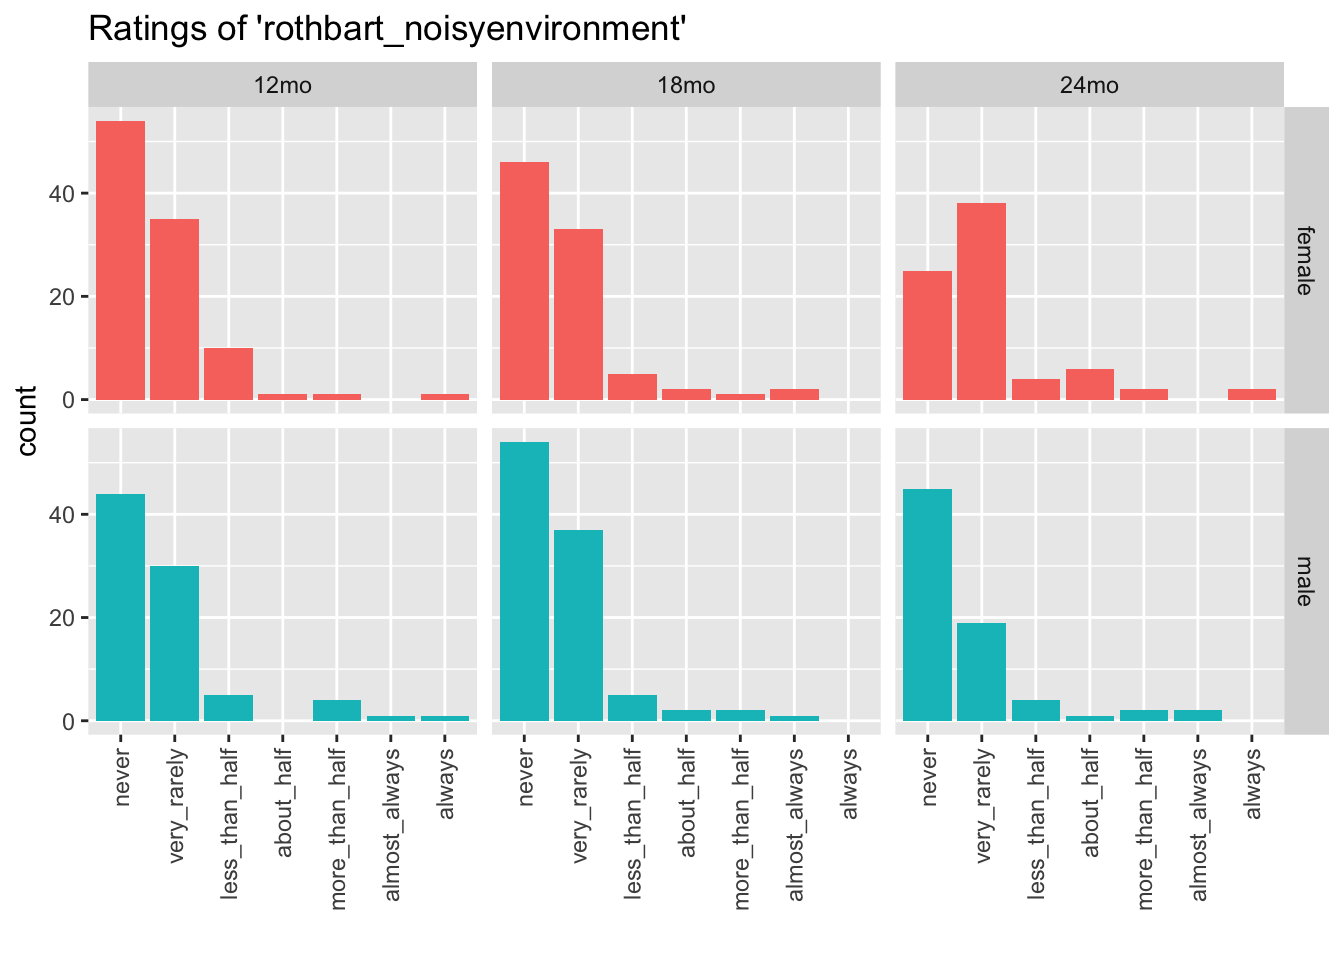 Ratings of 'rothbart_noisyenvironment'
12mo 18mo 24mo
40
20
0
female
count
40
20
0
male
never very_rarely less_than_half about_half more_than_half almost_always always never very_rarely less_than_half about_half more_than_half almost_always always never very_rarely less_than_half about_half more_than_half almost_always always